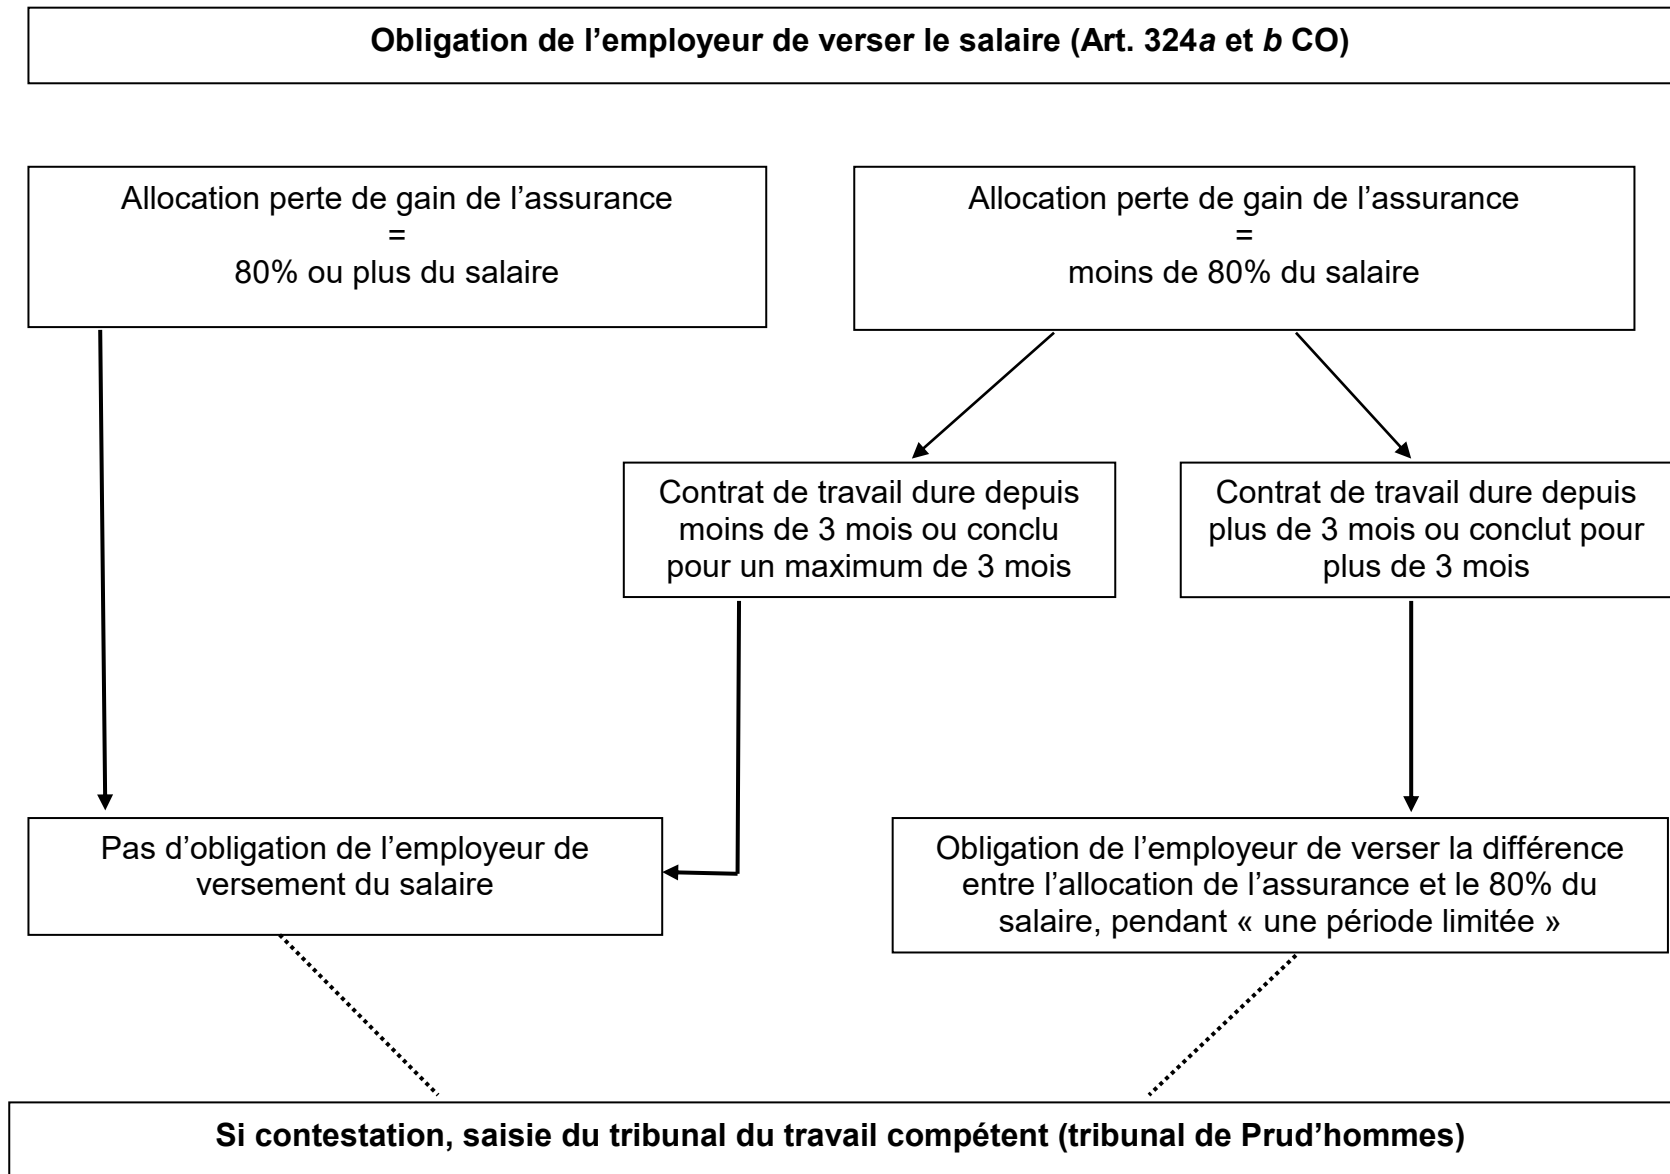 Obligation de l’employeur de verser le salaire (Art. 324a et b CO)
Allocation perte de gain de l’assurance
=
80% ou plus du salaire
Allocation perte de gain de l’assurance
=
moins de 80% du salaire
Contrat de travail dure depuis
moins de 3 mois ou conclu
pour un maximum de 3 mois
Contrat de travail dure depuis
plus de 3 mois ou conclut pour
plus de 3 mois
Pas d’obligation de l’employeur de
versement du salaire
Obligation de l’employeur de verser la différence
entre l’allocation de l’assurance et le 80% du
salaire, pendant « une période limitée »
Si contestation, saisie du tribunal du travail compétent (tribunal de Prud’hommes)